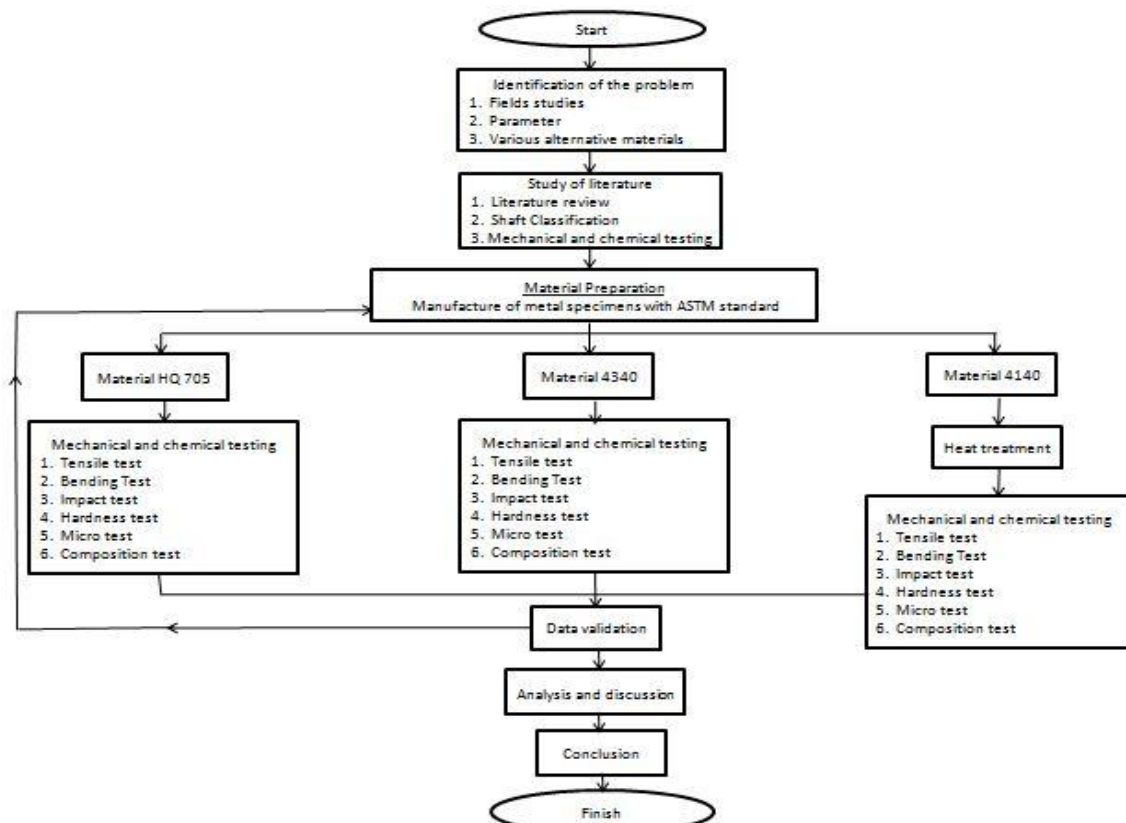 Start
Identification of the problem
1. Fields studies
2. Parameter
3. Various alternative materials
Study of literature
1. Literature review
2. Shaft Classification
3. Mechanical and chemical testing
Material Preparation
Manufacture of metal specimens with ASTM standard
Material HQ 705
Material 4340
Material 4140
Mechanical and chemical testing
1. Tensile test
2. Bending Test
3. Impact test
4. Hardness test
5. Micro test
6. Composition test
Mechanical and chemical testing
1. Tensile test
2. Bending Test
3. Impact test
4. Hardness test
5. Micro test
6. Composition test
Heat treatment
Mechanical and chemical testing
1. Tensile test
2. Bending Test
3. Impact test
4. Hardness test
5. Micro test
6. Composition test
Data validation
Analysis and discussion
Conclusion
Finish